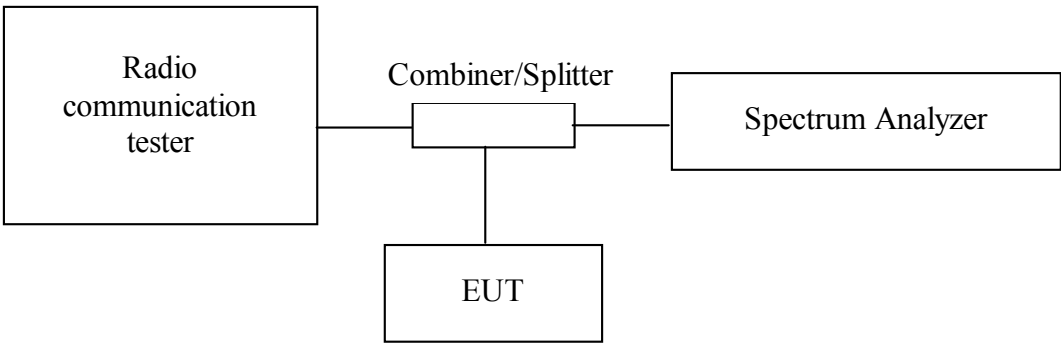 Radio
communication
tester
Combiner/Splitter
Spectrum Analyzer
EUT